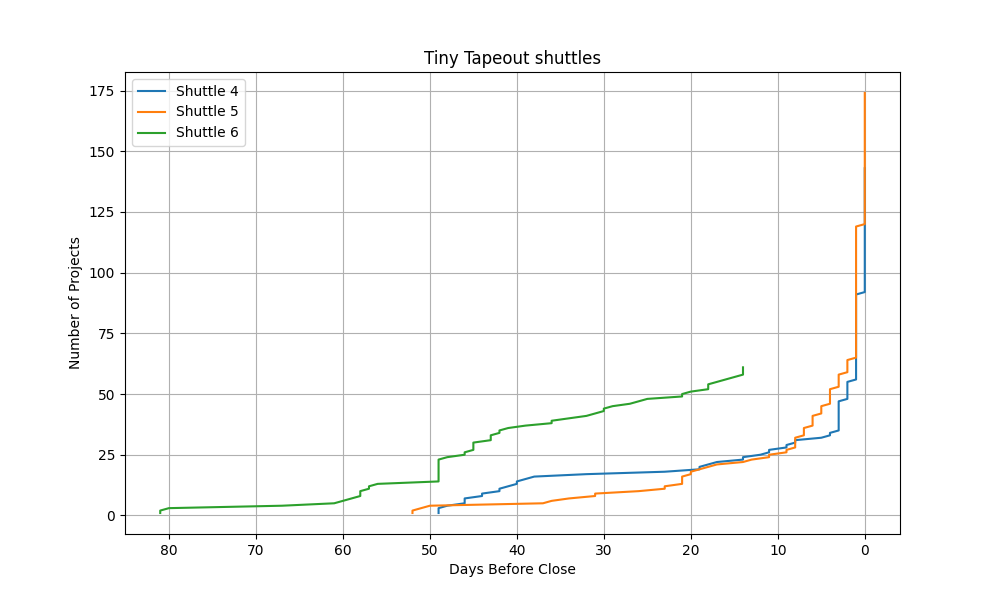 Tiny Tapeout shuttles
Shuttle 4
Shuttle 5
Shuttle 6
175
150
125
100
75
50
25
0
Number of Projects
80 70 60 50 40 30 20 10 0
Days Before Close